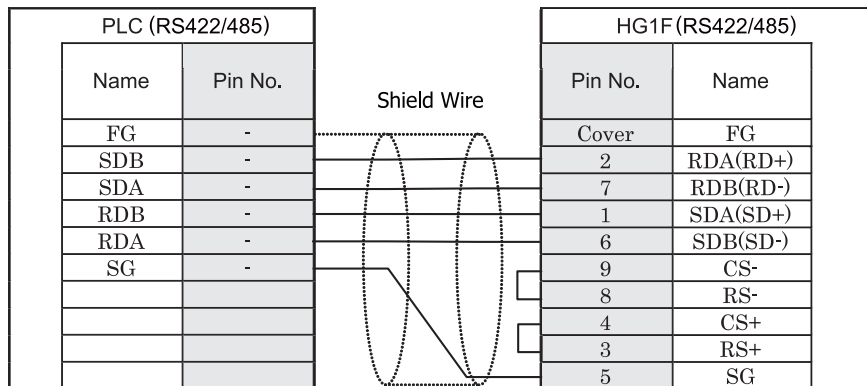 PLC (RS422/485) HG1F (RS422/485)
Name Pin No. Shield Wire Pin No. Name
FG - Cover FG
SDB - 2 RDA(RD+)
SDA - 7 RDB(RD-)
RDB - 1 SDA(SD+)
RDA - 6 SDB(SD-)
SG - 9 CS-
8 RS-
4 CS+
3 RS+
5 SG